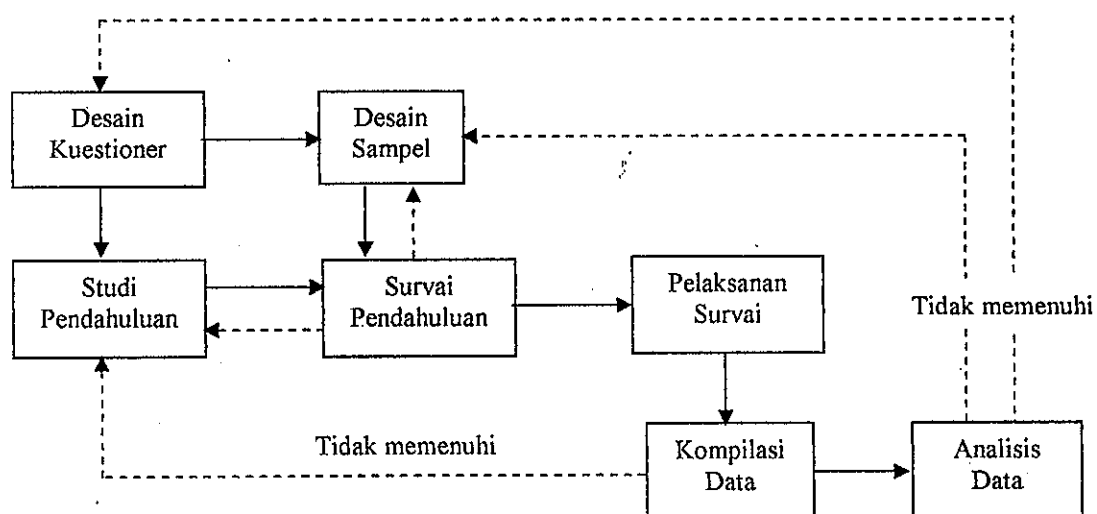 Desain
Kuestioner
Desain
Sampel
Studi
Pendahuluan
Survai
Pendahuluan
Pelaksanan
Survai
Tidak memenuhi
Tidak memenuhi
Kompilasi
Data
Analisis
Data